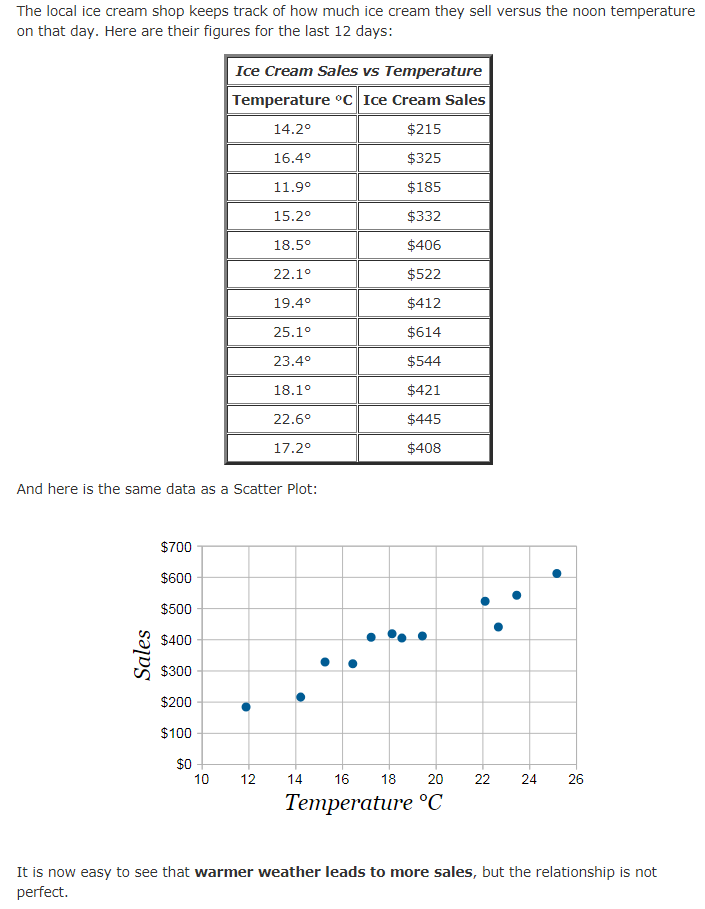 The local ice cream shop keeps track of how much ice cream they sell versus the noon temperature
on that day. Here are their figures for the last 12 days:
Ice Cream Sales vs Temperature
Temperature °C Ice Cream Sales
14.2° $215
16.4° $325
11.9° $185
15.2° $332
18.5° $406
22.1° $522
19.4° $412
25.1° $614
23.4° $544
18.1° $421
22.6° $445
17.2° $408
And here is the same data as a Scatter Plot:
$700
$600
$500
$400
$300
$200
$100
$0
Sales
10 12 14 16 18 20 22 24 26
Temperature °C
It is now easy to see that warmer weather leads to more sales, but the relationship is not
perfect.